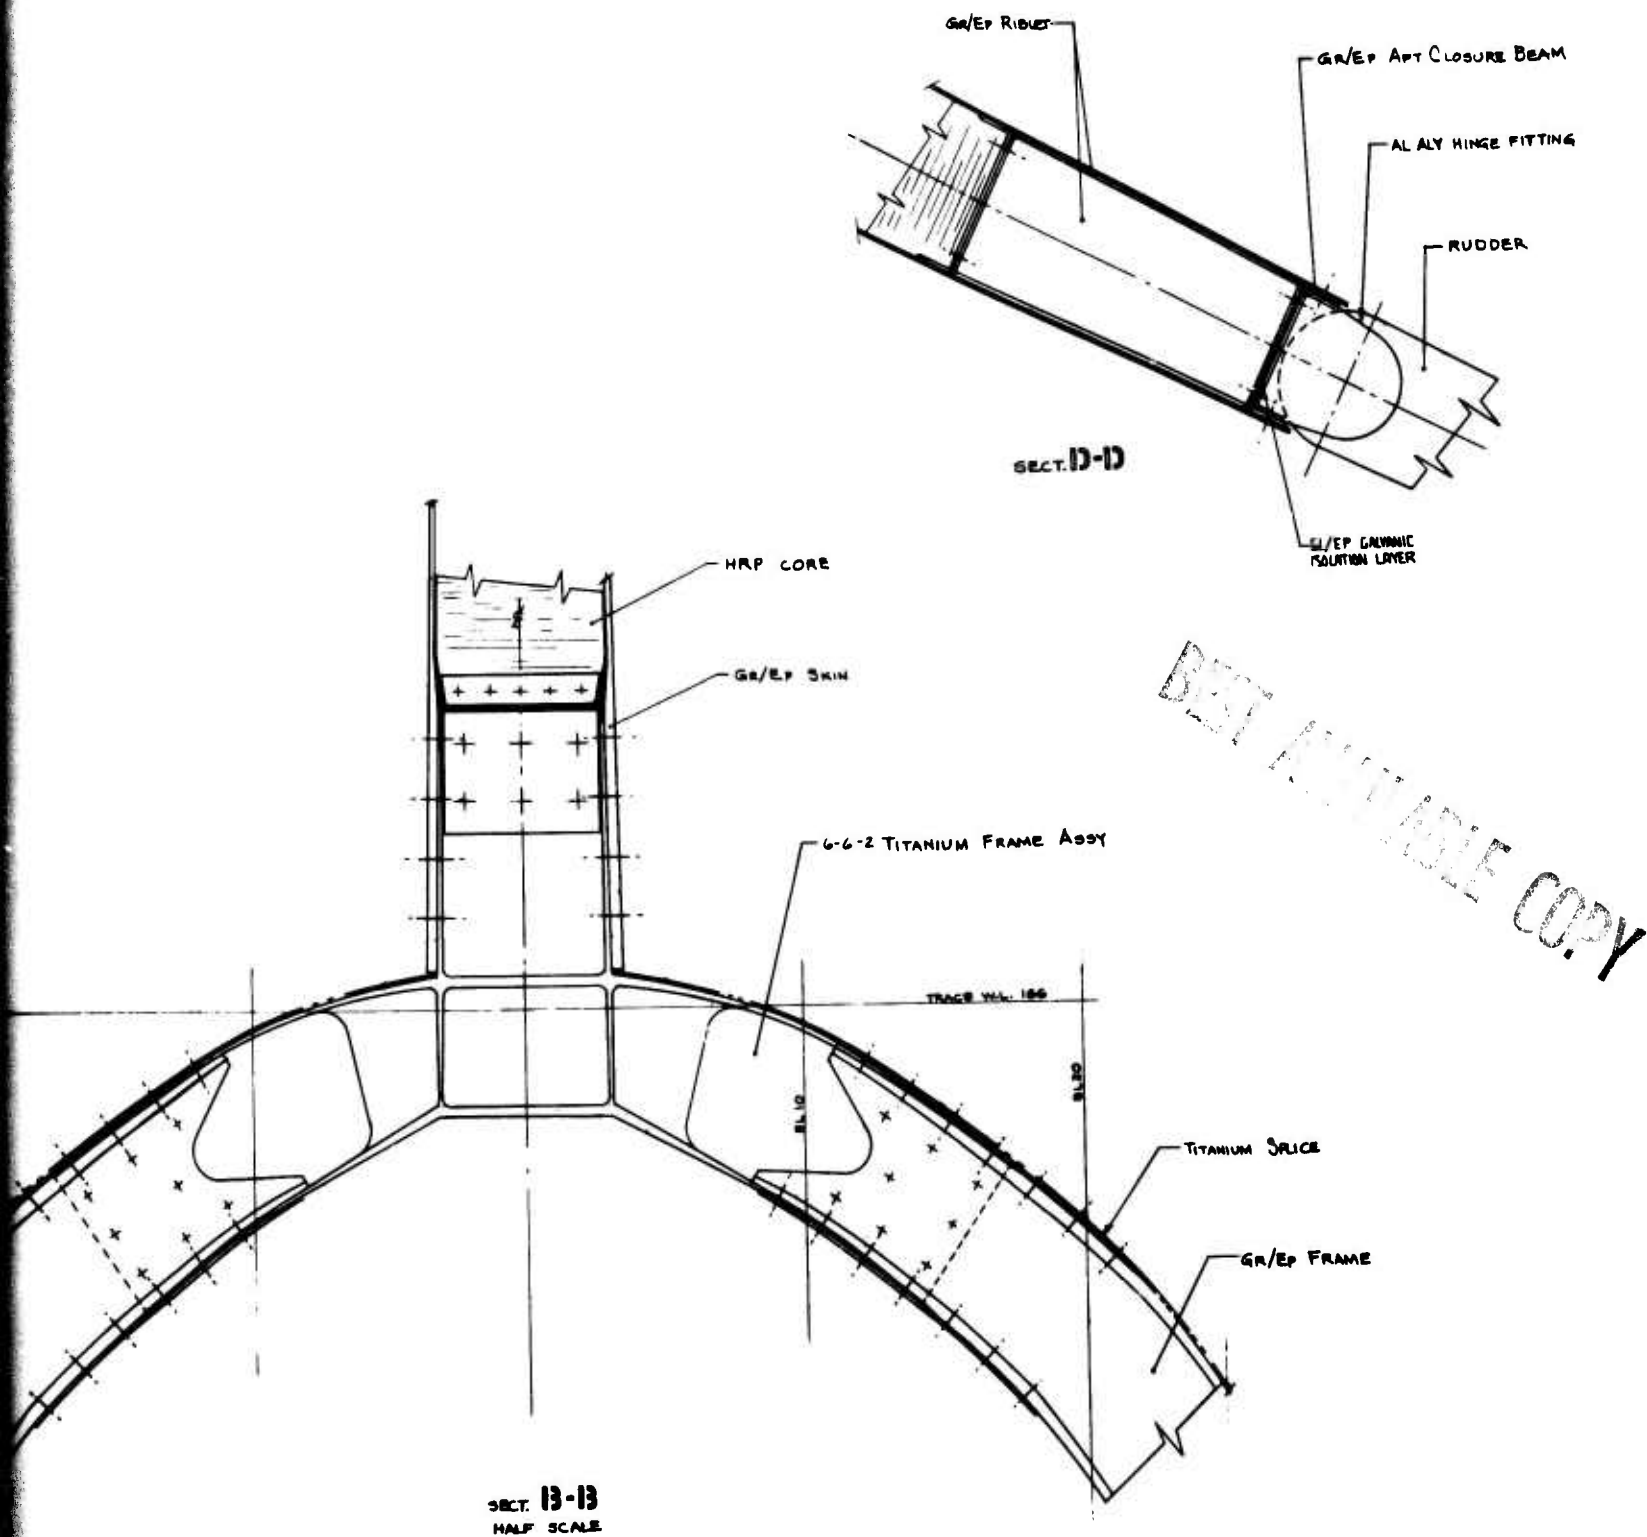 GR/EP RIBLET
GR/EP AFT CLOSURE BEAM
AL ALY HINGE FITTING
RUDDER
SECT. D-D
GL/EP GALVANIC
ISOLATION LAYER
HRP CORE
GR/EP SKIN
BEST AVAILABLE COPY
6-6-2 TITANIUM FRAME ASSY
TRACE W.L. 166
BL 10
BL 20
TITANIUM SPLICE
GR/EP FRAME
SECT. B-B
HALF SCALE